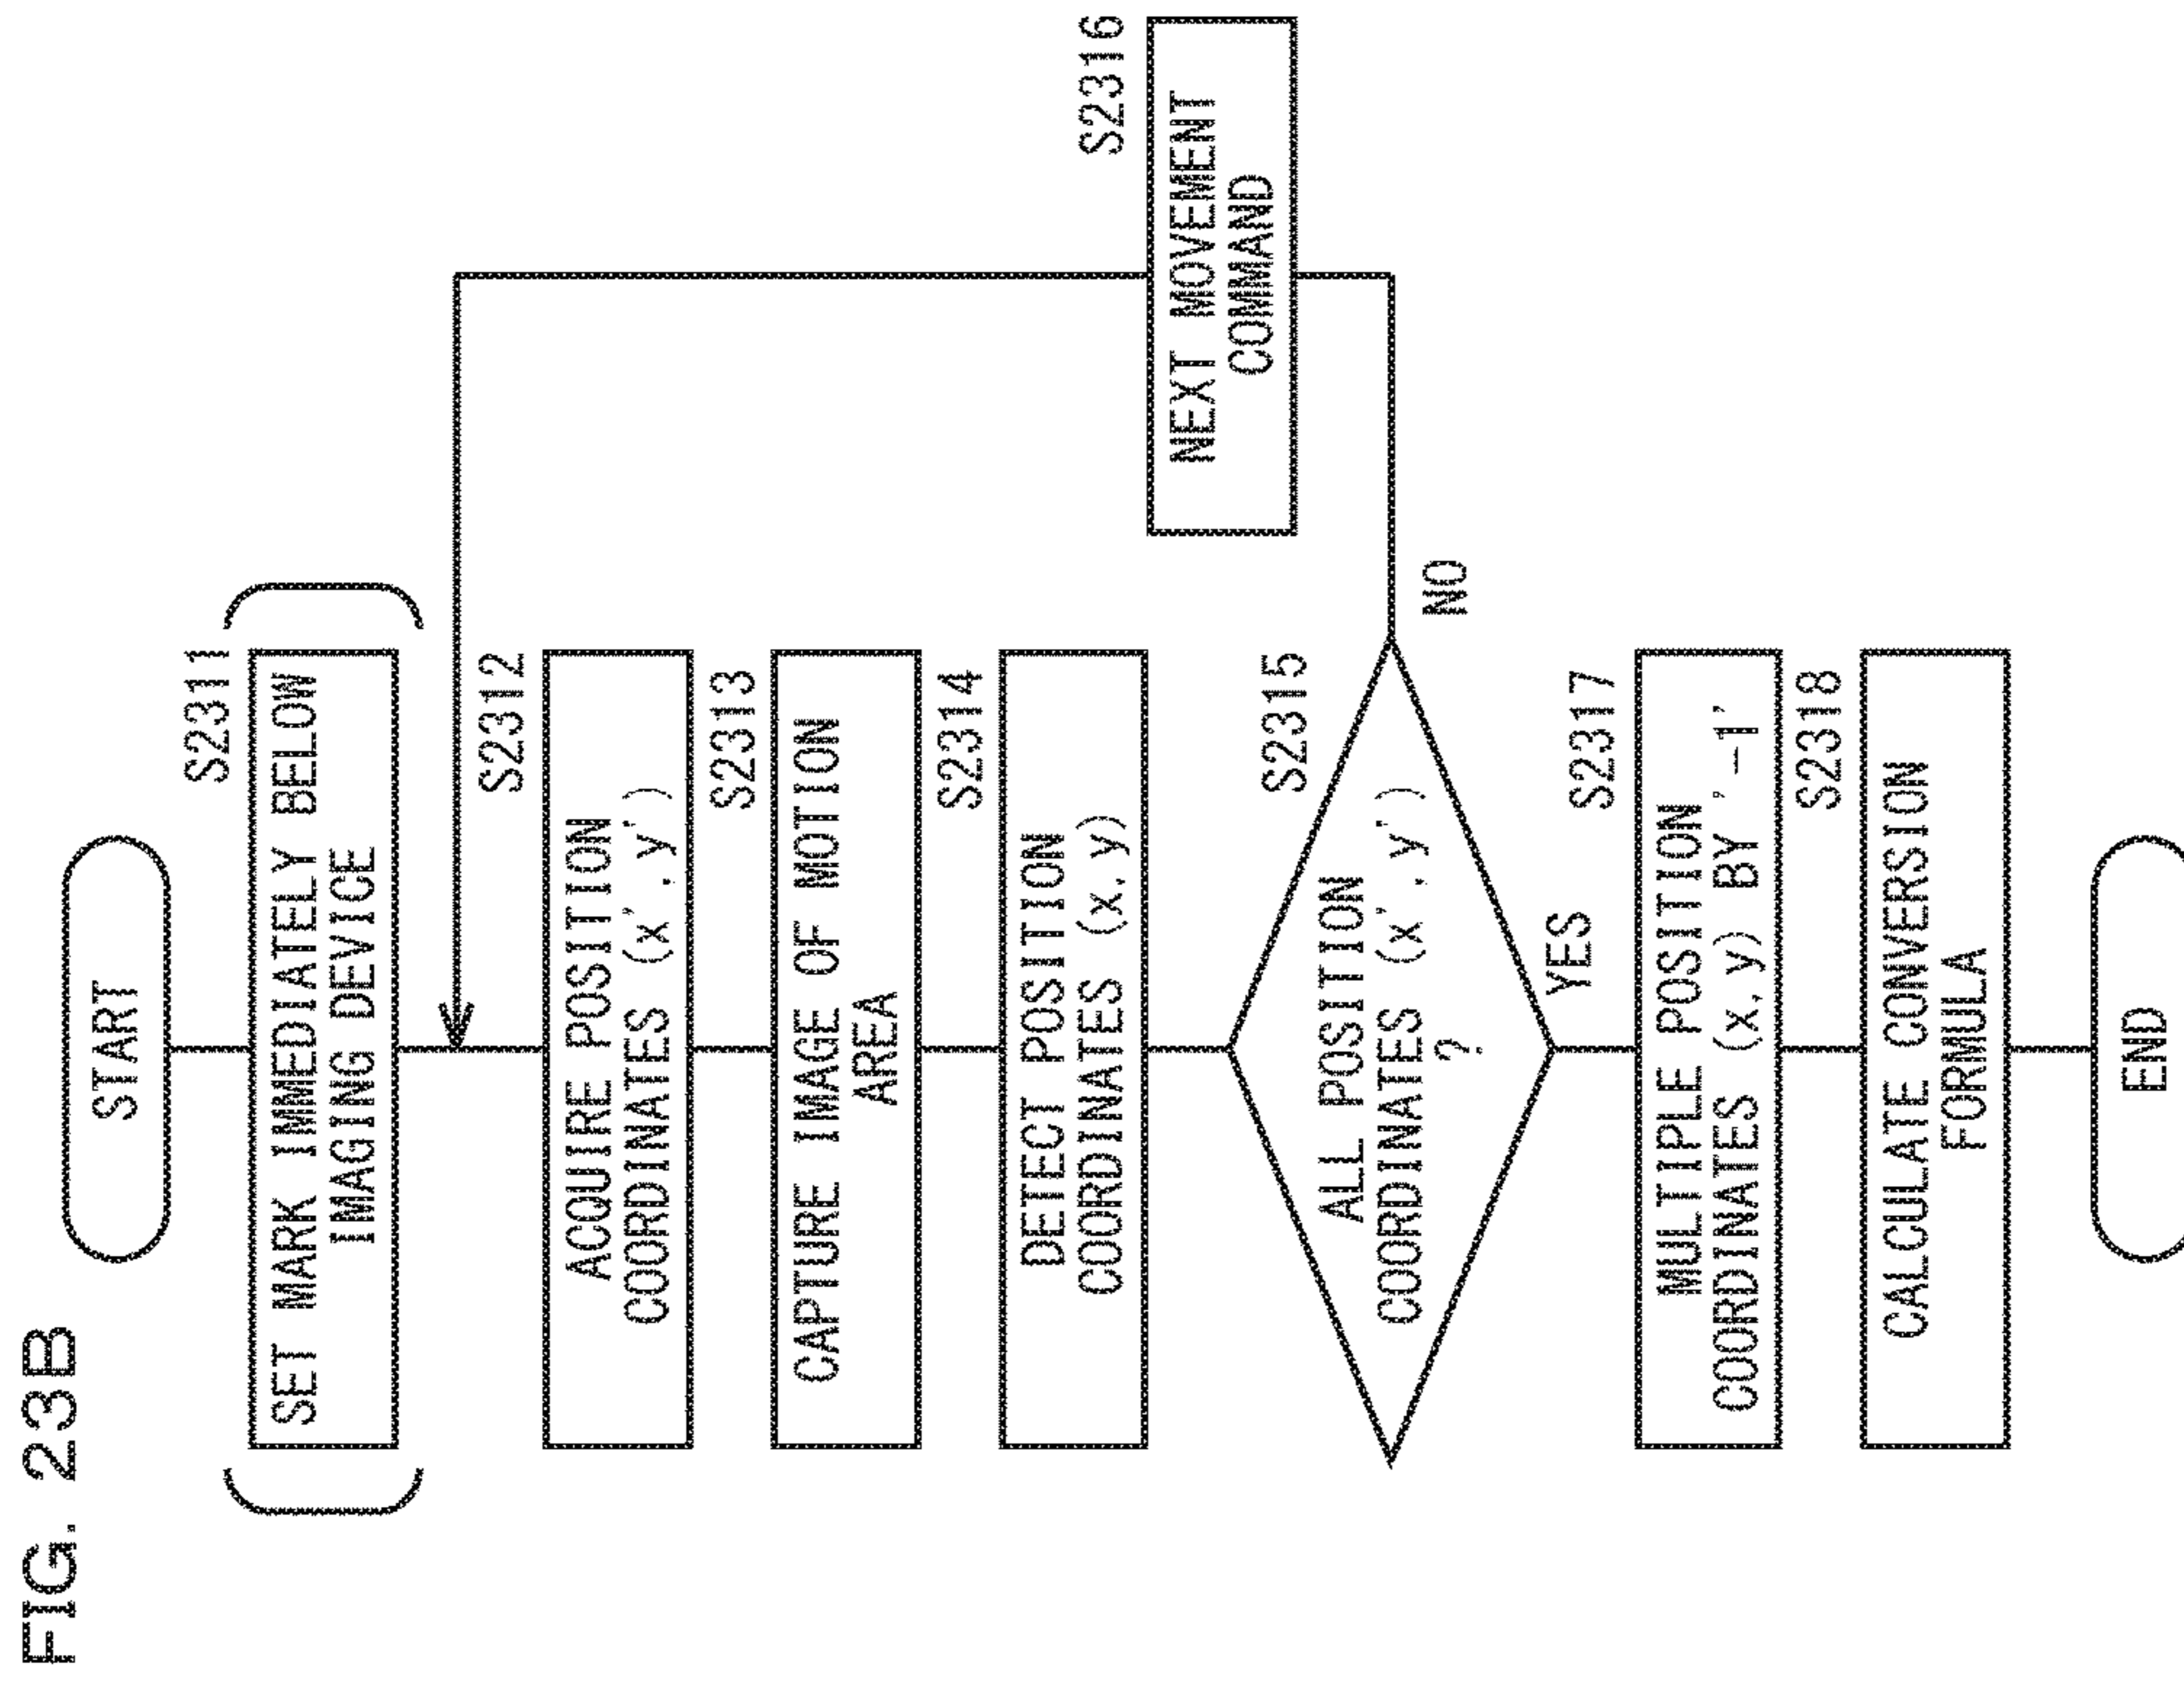 FIG. 23B
START
S2311
SET MARK IMMEDIATELY BELOW
IMAGING DEVICE
S2312
ACQUIRE POSITION
COORDINATES (x', y')
S2313
CAPTURE IMAGE OF MOTION
AREA
S2314
DETECT POSITION
COORDINATES (x, y)
S2315
ALL POSITION
COORDINATES (x', y')
?
NO
S2316
NEXT MOVEMENT
COMMAND
YES
S2317
MULTIPLE POSITION
COORDINATES (x, y) BY '-1'
S2318
CALCULATE CONVERSION
FORMULA
END